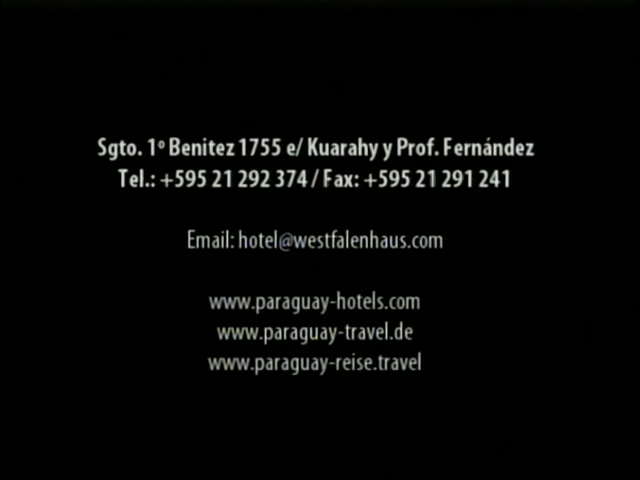 Sgto. 1º Benitez 1755 e/ Kuarahy y Prof. Fernández
Tel.: +595 21 292 374 / Fax: +595 21 291 241
Email: hotel@westfalenhaus.com
www.paraguay-hotels.com
www.paraguay-travel.de
www.paraguay-reise.travel